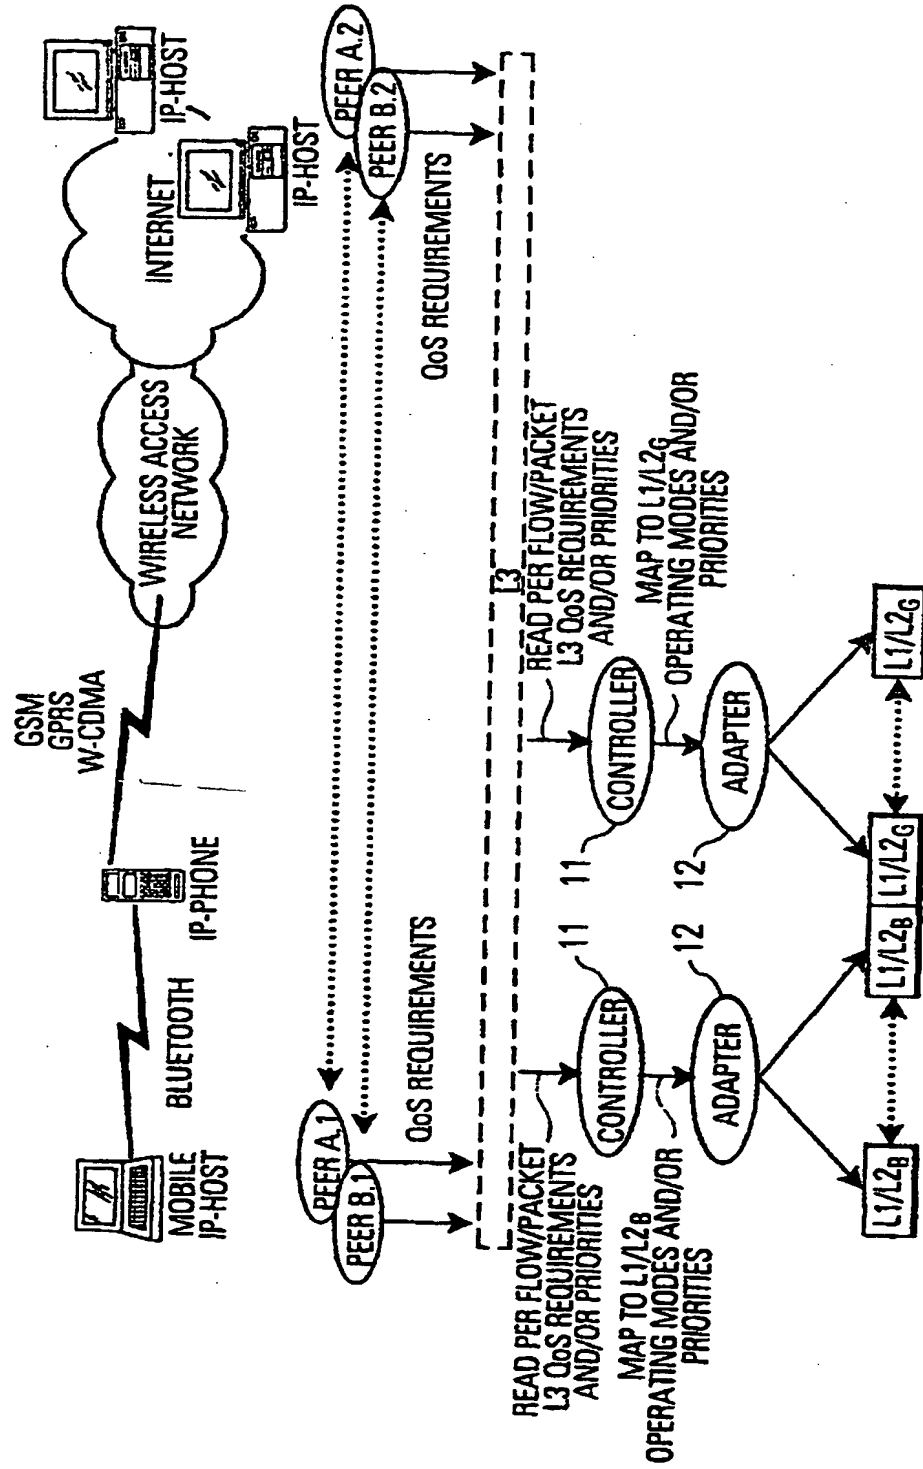 GSM
GPRS
W-CDMA
BLUETOOTH
MOBILE
IP-HOST
IP-PHONE
WIRELESS ACCESS
NETWORK
INTERNET
IP-HOST
IP-HOST
PEER A.1
PEER B.1
PEER A.2
PEER B.2
QoS REQUIREMENTS
QoS REQUIREMENTS
L3
READ PER FLOW/PACKET
L3 QoS REQUIREMENTS
AND/OR PRIORITIES
11
CONTROLLER
MAP TO L1/L2B
OPERATING MODES AND/OR
PRIORITIES
12
ADAPTER
READ PER FLOW/PACKET
L3 QoS REQUIREMENTS
AND/OR PRIORITIES
11
CONTROLLER
MAP TO L1/L2G
OPERATING MODES AND/OR
PRIORITIES
12
ADAPTER
L1/L2B
L1/L2B
L1/L2G
L1/L2G